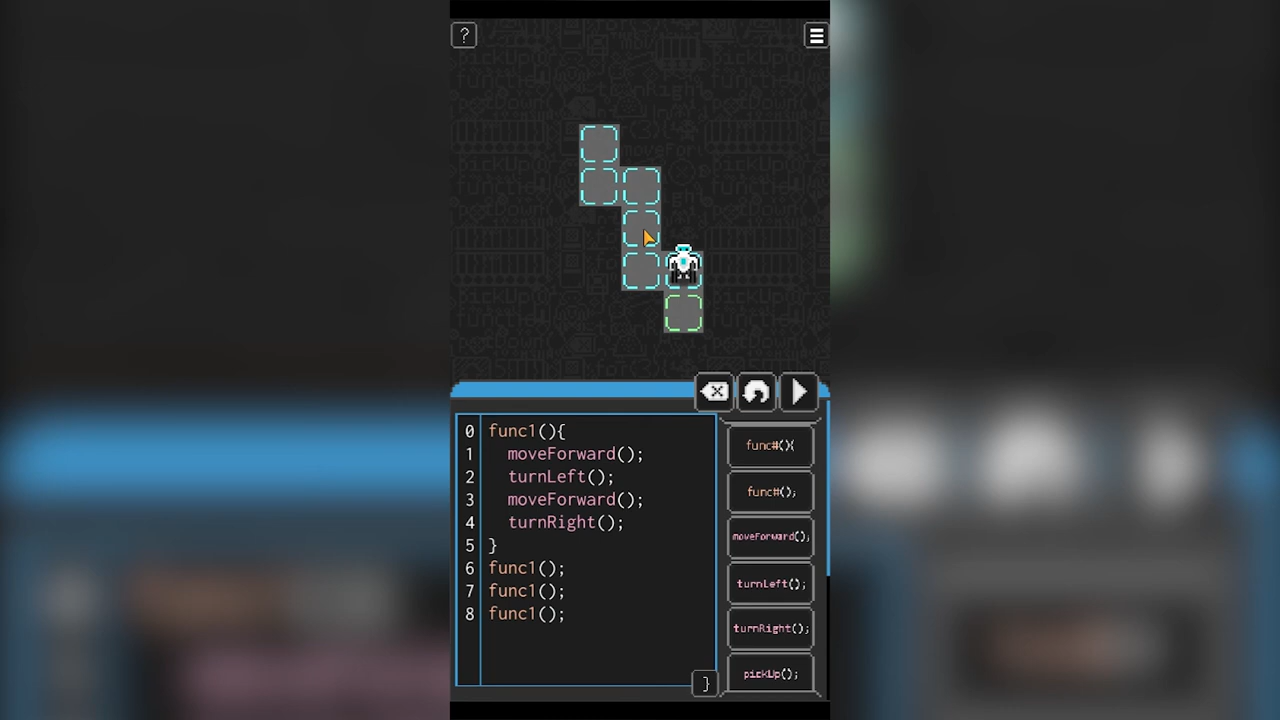 ?
0 func1(){
1 moveForward();
2 turnLeft();
3 moveForward();
4 turnRight();
5 }
6 func1();
7 func1();
8 func1();
}
func#(){
func#();
moveForward();
turnLeft();
turnRight();
pickUp();